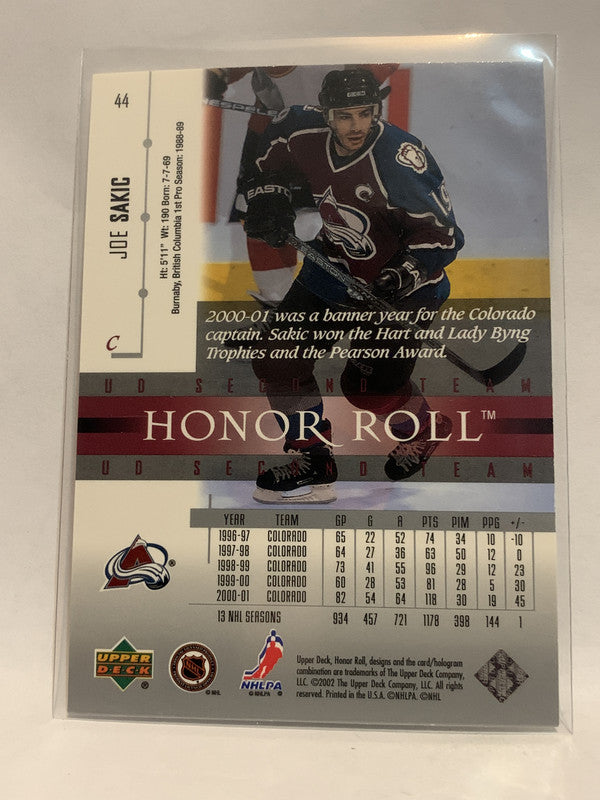 44
JOE SAKIC
Ht: 5'11" Wt: 190 Born: 7-7-69
Burnaby, British Columbia 1st Pro Season: 1988-89
C
EASTON
C
2000-01 was a banner year for the Colorado
captain. Sakic won the Hart and Lady Byng
Trophies and the Pearson Award.
UD SECOND TEAM
HONOR ROLL™
UD SECOND TEAM
YEAR TEAM GP G A PTS PIM PPG +/-
1996-97 COLORADO 65 22 52 74 34 10 -10
1997-98 COLORADO 64 27 36 63 50 12 0
1998-99 COLORADO 73 41 55 96 29 12 23
1999-00 COLORADO 60 28 53 81 28 5 30
2000-01 COLORADO 82 54 64 118 30 19 45
13 NHL SEASONS 934 457 721 1178 398 144 1
®
UPPER
DECK
®
NHL
© NHL
NHLPA
© NHLPA
Upper Deck, Honor Roll, designs and the card/hologram
combination are trademarks of The Upper Deck Company,
LLC. ©2002 The Upper Deck Company, LLC. All rights
reserved. Printed in the U.S.A. ©NHLPA. ©NHL